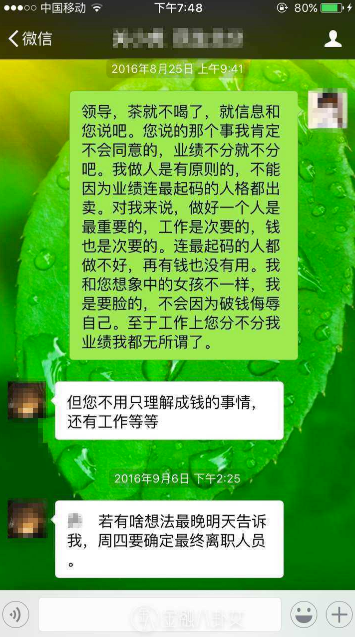 中国移动
下午7:48
80%
微信
2016年8月25日 上午9:41
领导，茶就不喝了，就信息和
您说吧。您说的那个事我肯定
不会同意的，业绩不分就不分
吧。我做人是有原则的，不能
因为业绩连最起码的人格都出
卖。对我来说，做好一个人是
最重要的，工作是次要的，钱
也是次要的。连最起码的人都
做不好，再有钱也没有用。我
和您想象中的女孩不一样，我
是要脸的，不会因为破钱侮辱
自己。至于工作上您分不分我
业绩我都无所谓了。
但您不用只理解成钱的事情，
还有工作等等
2016年9月6日 下午2:25
若有啥想法最晚明天告诉
我，周四要确定最终离职人员
。